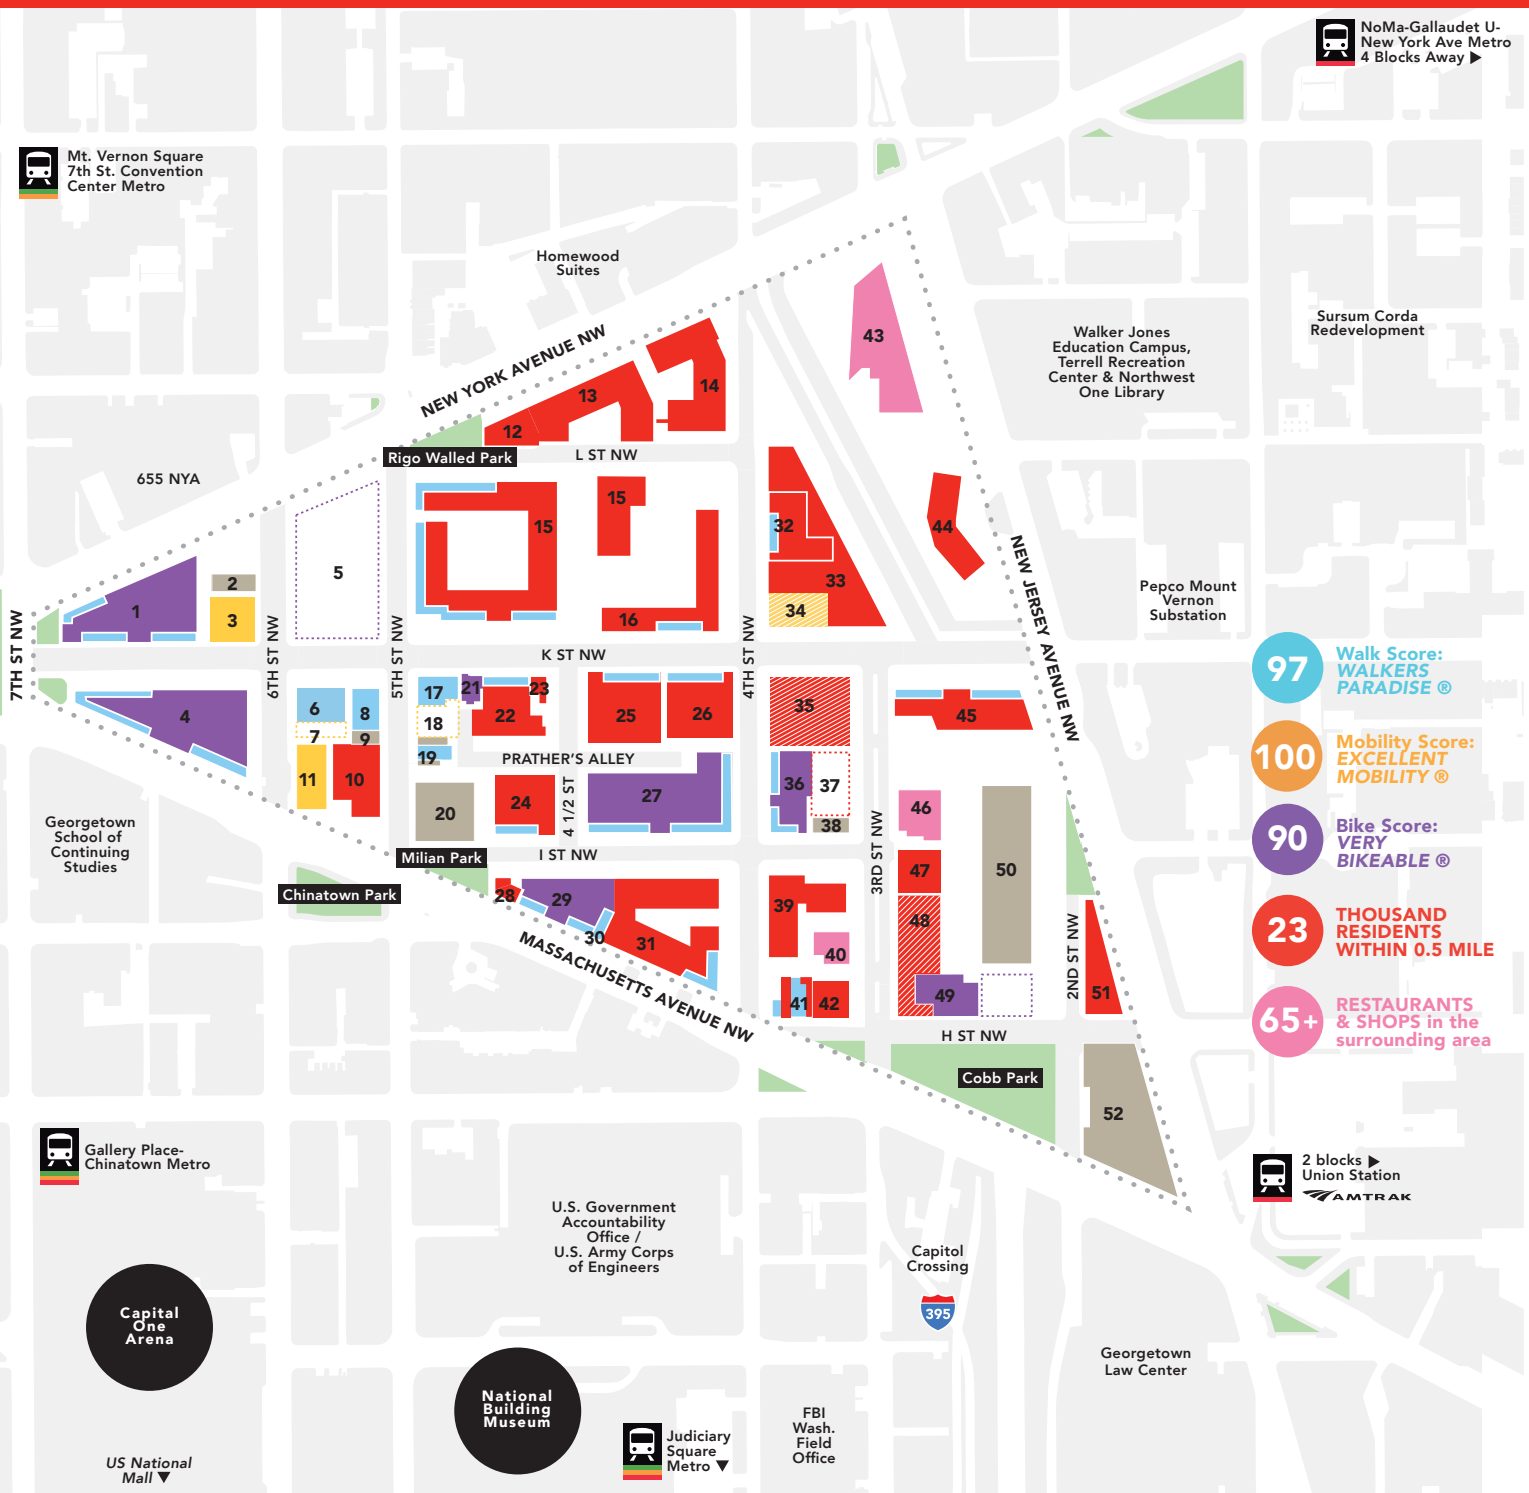 NoMa-Gallaudet U-
New York Ave Metro
4 Blocks Away ▶
Mt. Vernon Square
7th St. Convention
Center Metro
Homewood
Suites
Sursum Corda
Redevelopment
Walker Jones
Education Campus,
Terrell Recreation
Center & Northwest
One Library
43
NEW YORK AVENUE NW
14
13
12
Rigo Walled Park
L ST NW
655 NYA
15
15
32
44
5
33
NEW JERSEY AVENUE NW
Pepco Mount
Vernon
Substation
2
1
3
34
16
7TH ST NW
6TH ST NW
5TH ST NW
4TH ST NW
K ST NW
97
Walk Score:
WALKERS
PARADISE ®
17
21
23
6
8
4
18
22
25
26
35
45
7
9
19
PRATHER'S ALLEY
100
Mobility Score:
EXCELLENT
MOBILITY ®
11
10
20
24
4 1/2 ST
27
36
37
38
3RD ST NW
46
90
Bike Score:
VERY
BIKEABLE ®
Georgetown
School of
Continuing
Studies
Milian Park
I ST NW
47
50
Chinatown Park
28
29
30
31
39
48
40
2ND ST NW
23
THOUSAND
RESIDENTS
WITHIN 0.5 MILE
MASSACHUSETTS AVENUE NW
41
42
49
51
65+
RESTAURANTS
& SHOPS in the
surrounding area
H ST NW
Cobb Park
52
Gallery Place-
Chinatown Metro
2 blocks ▶
Union Station
AMTRAK
U.S. Government
Accountability
Office /
U.S. Army Corps
of Engineers
Capitol
Crossing
395
Capital
One
Arena
Georgetown
Law Center
National
Building
Museum
FBI
Wash.
Field
Office
Judiciary
Square
Metro ▼
US National
Mall ▼